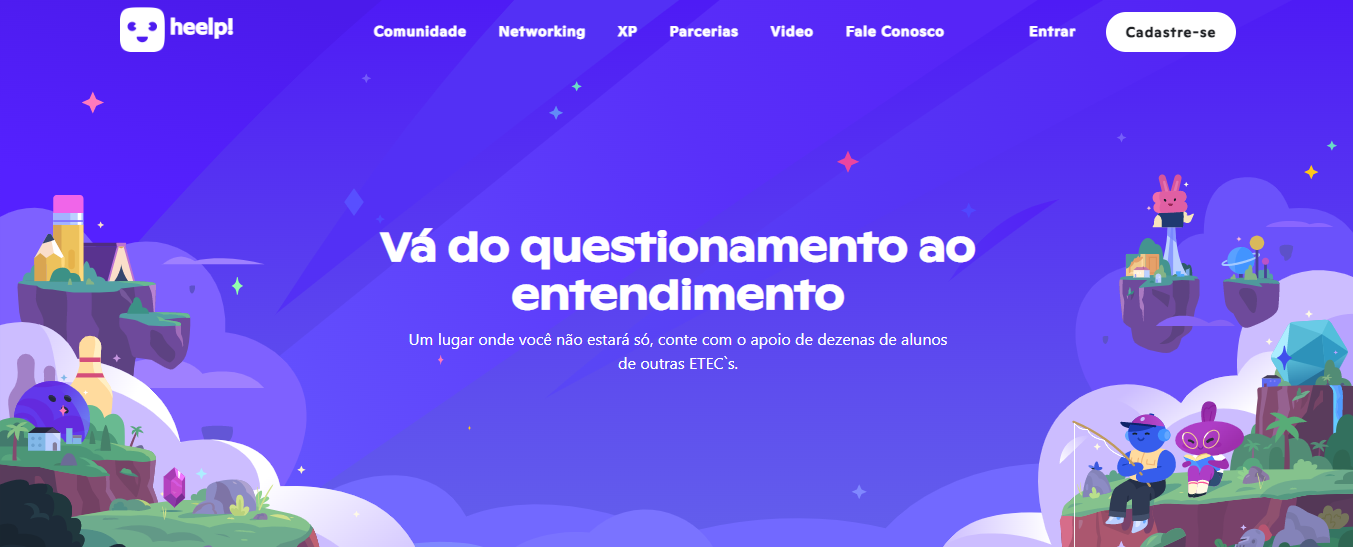 heelp!
Comunidade Networking XP Parcerias Video Fale Conosco Entrar Cadastre-se
Vá do questionamento ao
entendimento
Um lugar onde você não estará só, conte com o apoio de dezenas de alunos
de outras ETEC`s.